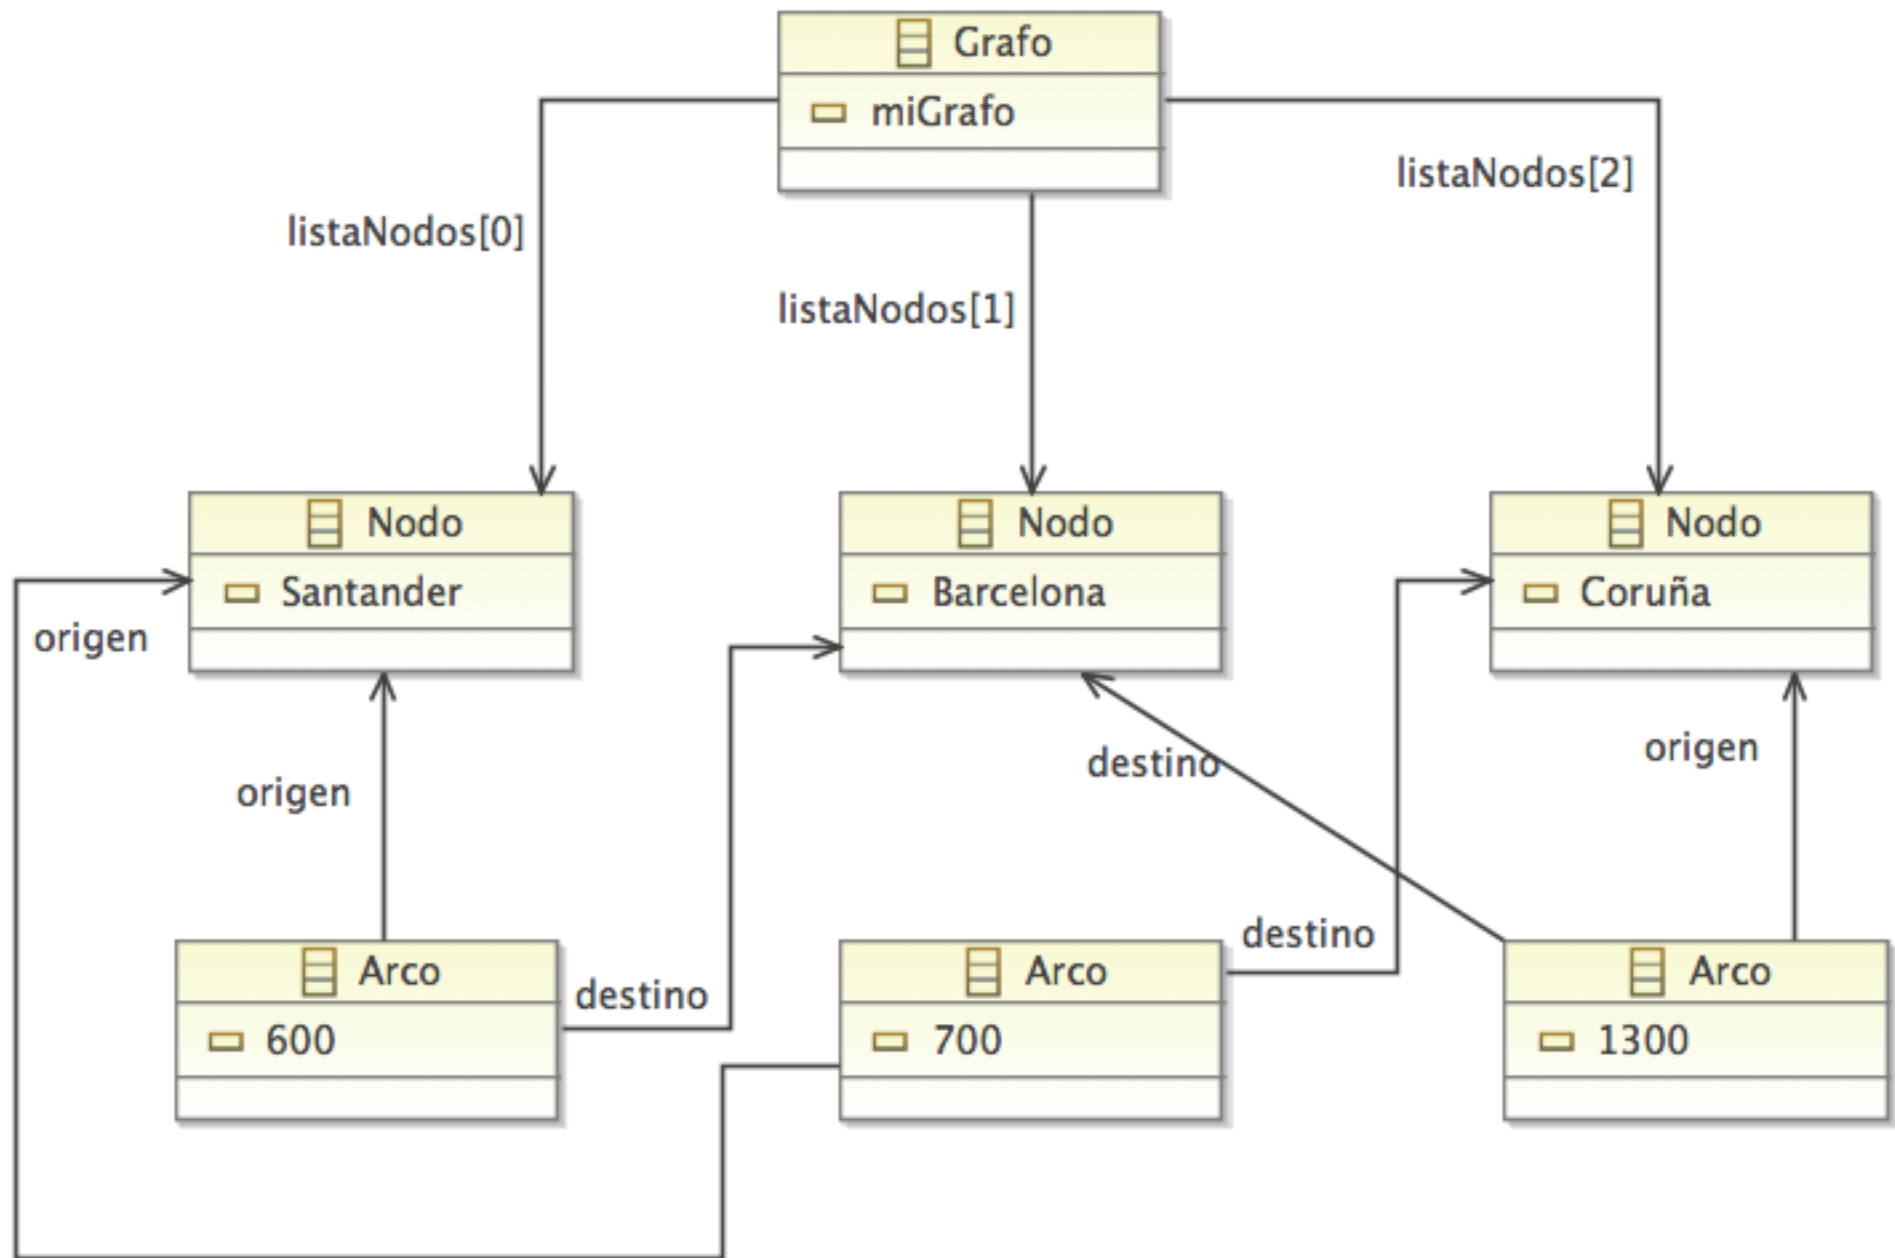 Grafo
miGrafo
listaNodos[0]
listaNodos[1]
listaNodos[2]
Nodo
Santander
Nodo
Barcelona
Nodo
Coruña
origen
origen
destino
origen
destino
destino
Arco
600
Arco
700
Arco
1300